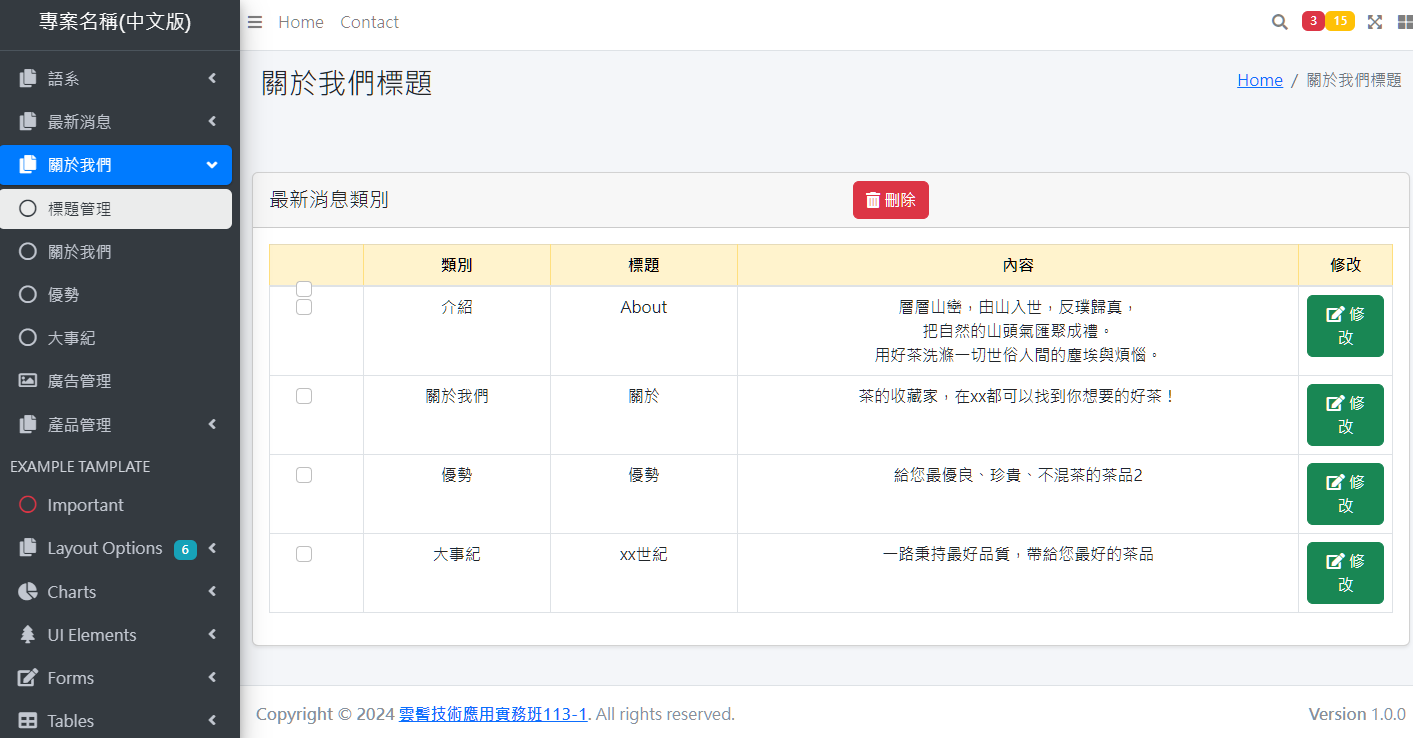 專案名稱(中文版)
Home Contact
3 15
語系
最新消息
關於我們
標題管理
關於我們
優勢
大事紀
廣告管理
產品管理
EXAMPLE TAMPLATE
Important
Layout Options 6
Charts
UI Elements
Forms
Tables
關於我們標題
Home / 關於我們標題
最新消息類別
刪除
類別 標題 內容 修改
介紹 About 層層山巒，由山入世，反璞歸真，
把自然的山頭氣匯聚成禮。
用好茶洗滌一切世俗人間的塵埃與煩惱。
修
改
關於我們 關於 茶的收藏家，在xx都可以找到你想要的好茶！
修
改
優勢 優勢 給您最優良、珍貴、不混茶的茶品2
修
改
大事紀 xx世紀 一路秉持最好品質，帶給您最好的茶品
修
改
Copyright © 2024 雲髻技術應用實務班113-1. All rights reserved.
Version 1.0.0